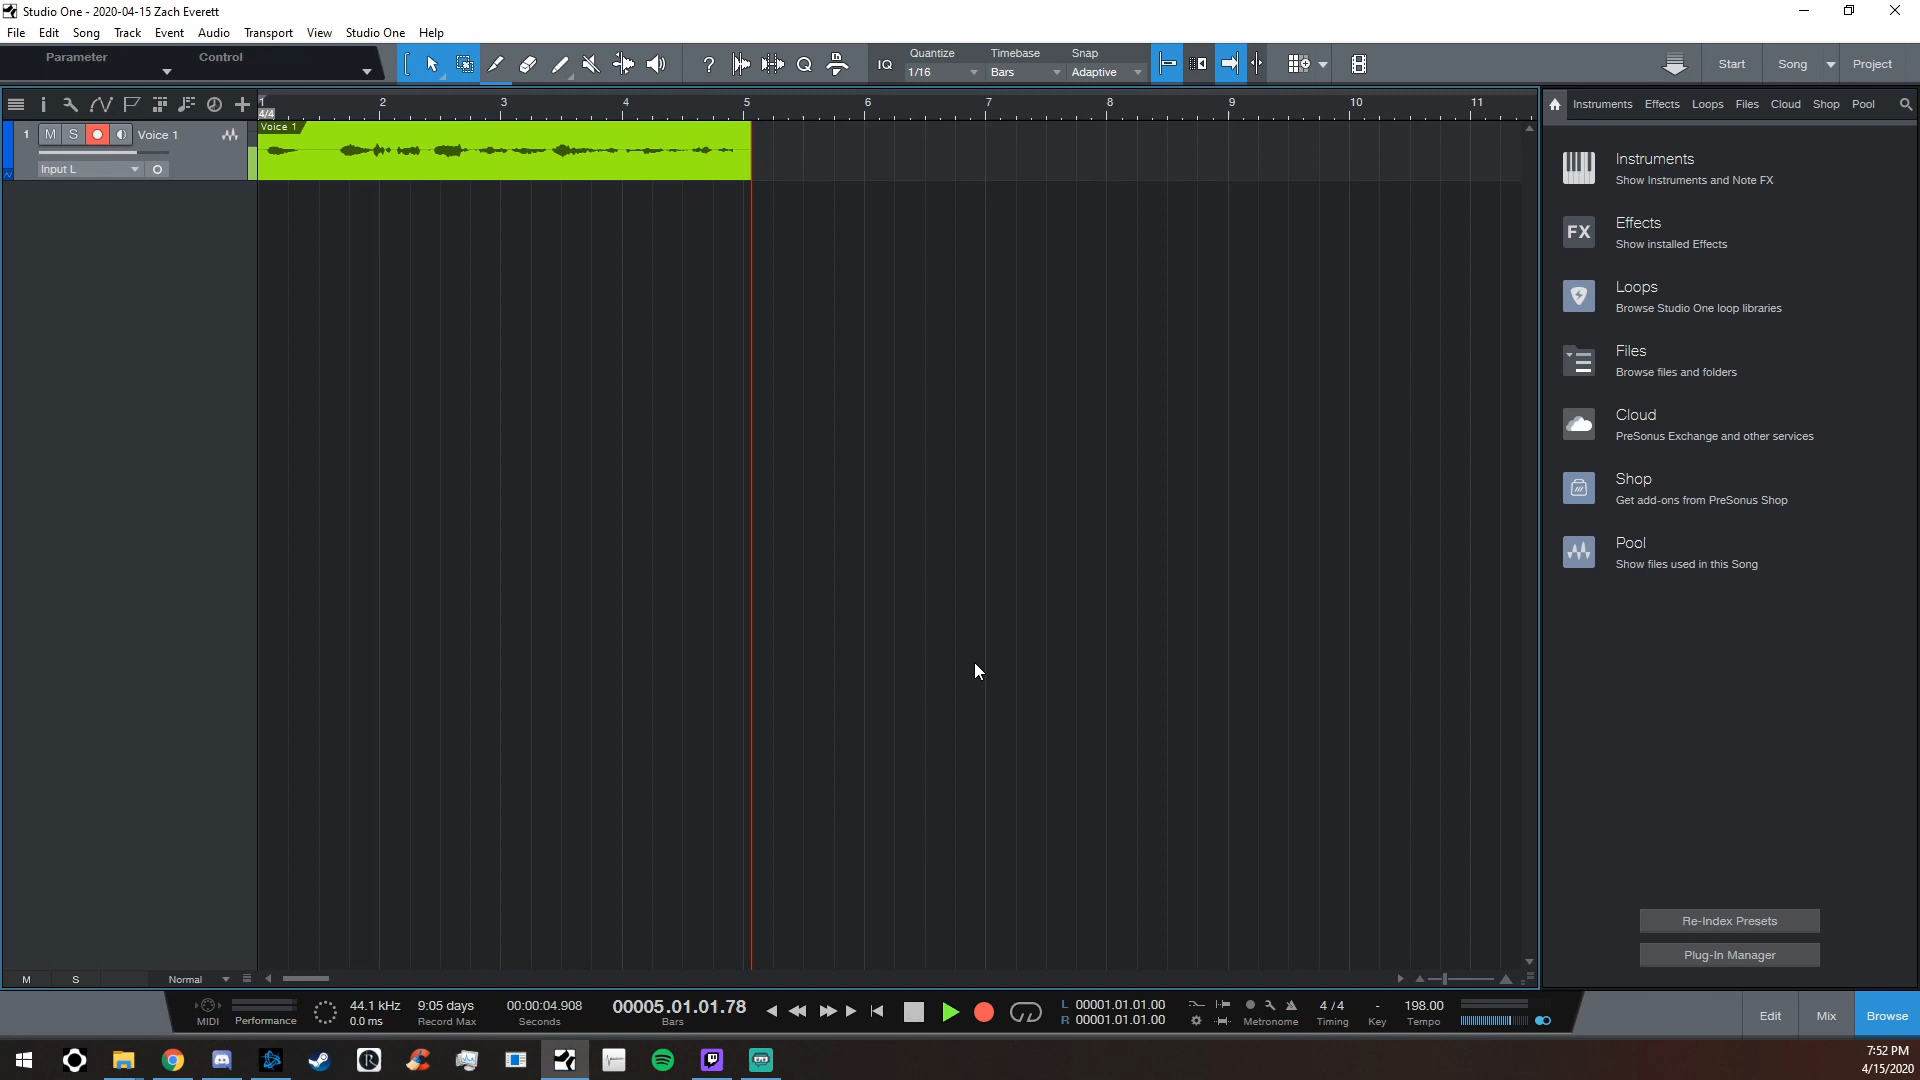 Studio One - 2020-04-15 Zach Everett
File Edit Song Track Event Audio Transport View Studio One Help
Parameter Control
Quantize Timebase Snap
IQ 1/16 Bars Adaptive
Start Song Project
1 2 3 4 5 6 7 8 9 10 11
4/4
Instruments Effects Loops Files Cloud Shop Pool
1 M S Voice 1
Voice 1
Input L
Instruments
Show Instruments and Note FX
FX
Effects
Show installed Effects
Loops
Browse Studio One loop libraries
Files
Browse files and folders
Cloud
PreSonus Exchange and other services
Shop
Get add-ons from PreSonus Shop
Pool
Show files used in this Song
Re-Index Presets
Plug-In Manager
M S Normal
44.1 kHz 9:05 days 00:00:04.908 00005.01.01.78 L 00001.01.01.00 4/4 - 198.00
MIDI Performance 0.0 ms Record Max Seconds Bars R 00001.01.01.00 Metronome Timing Key Tempo
Edit Mix Browse
7:52 PM
4/15/2020